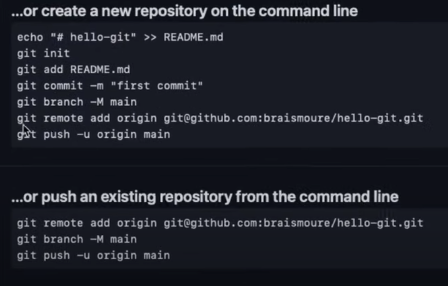 ...or create a new repository on the command line
echo "# hello-git" >> README.md
git init
git add README.md
git commit -m "first commit"
git branch -M main
git remote add origin git@github.com:braismoure/hello-git.git
git push -u origin main
...or push an existing repository from the command line
git remote add origin git@github.com:braismoure/hello-git.git
git branch -M main
git push -u origin main